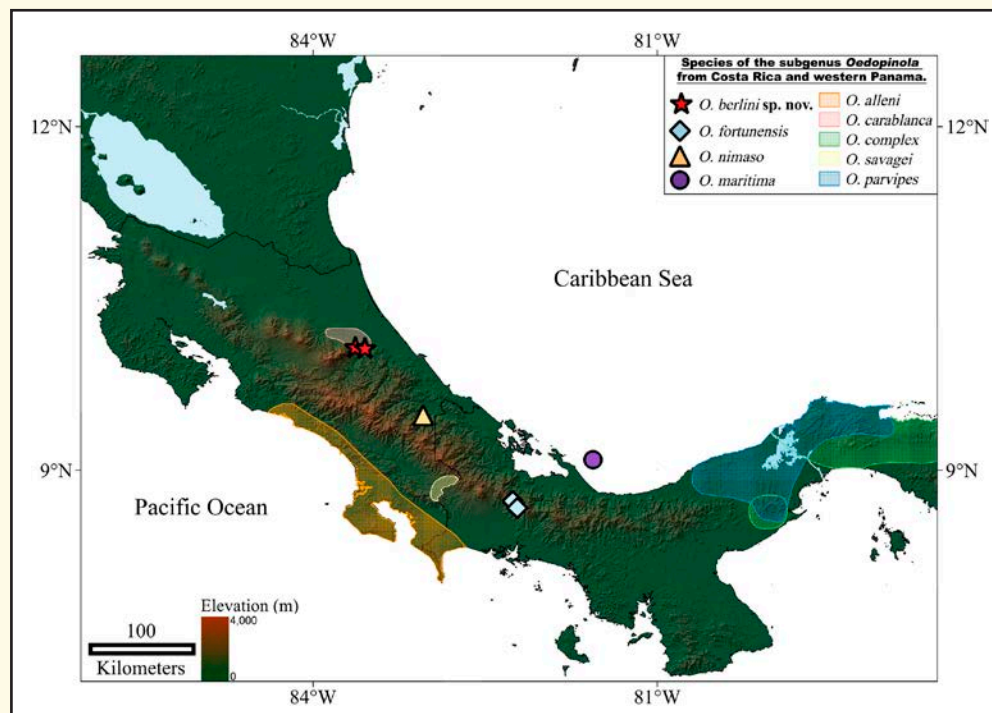 84°W 81°W
Species of the subgenus Oedopinola
from Costa Rica and western Panama.
O. berlini sp. nov.
O. fortunensis
O. nimaso
O. maritima
O. alleni
O. carablanca
O. complex
O. savagei
O. parvipes
12°N 12°N
Caribbean Sea
9°N 9°N
Pacific Ocean
Elevation (m)
4,000
0
100
Kilometers
84°W 81°W